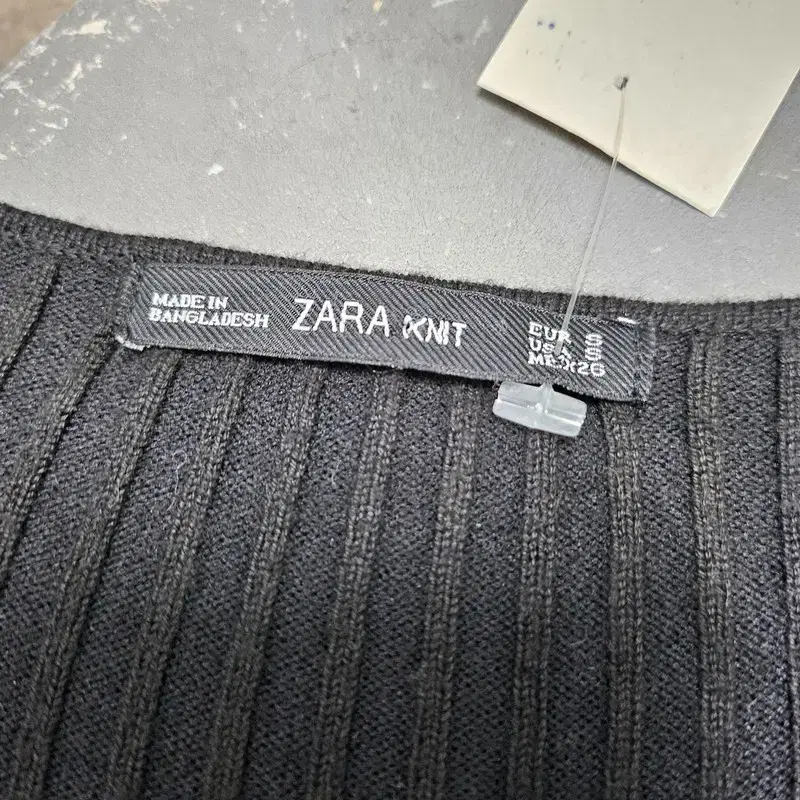 MADE IN
BANGLADESH
ZARA KNIT
EUR S
USA S
MEX 26